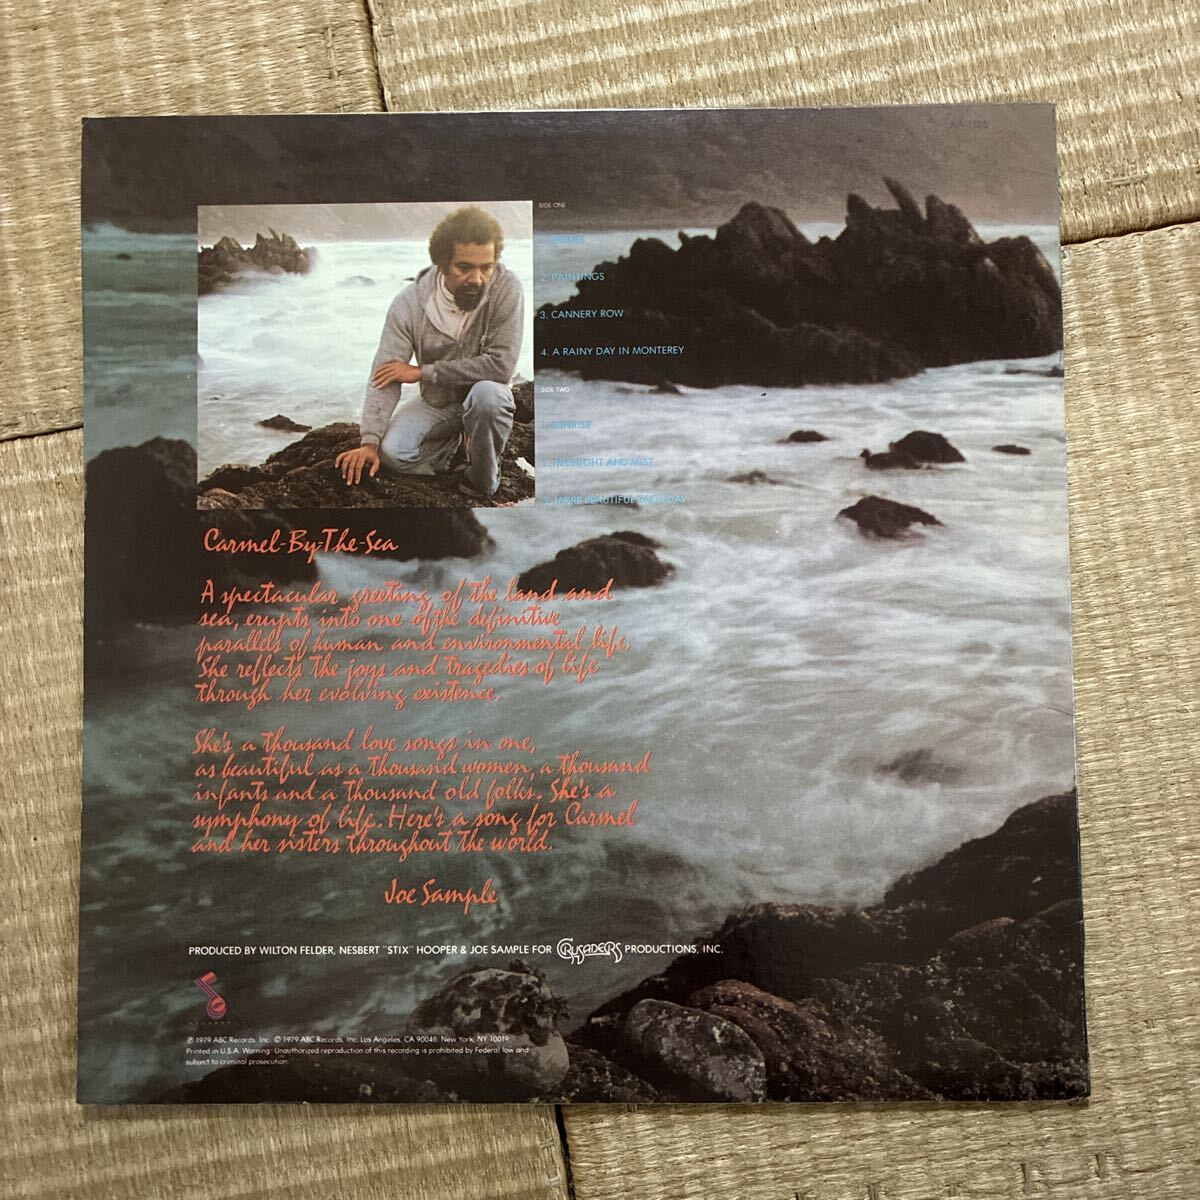 AA-1126
SIDE ONE
1. CARMEL
2. PAINTINGS
3. CANNERY ROW
4. A RAINY DAY IN MONTEREY
SIDE TWO
1. SUNRISE
2. MIDNIGHT AND MIST
3. MORE BEAUTIFUL EACH DAY
Carmel-By-The-Sea
A spectacular greeting of the land and
sea, erupts into one of the definitive
parallels of human and environmental life.
She reflects the joys and tragedies of life
through her evolving existence.
She's a thousand love songs in one,
as beautiful as a thousand women, a thousand
infants and a thousand old folks. She's a
symphony of life. Here's a song for Carmel
and her sisters throughout the world.
Joe Sample
PRODUCED BY WILTON FELDER, NESBERT "STIX" HOOPER & JOE SAMPLE FOR CRUSADERS PRODUCTIONS, INC.
℗ 1979 ABC Records, Inc. © 1979 ABC Records, Inc. Los Angeles, CA 90048, New York, NY 10019.
Printed in U.S.A. Warning: Unauthorized reproduction of this recording is prohibited by Federal law and
subject to criminal prosecution.